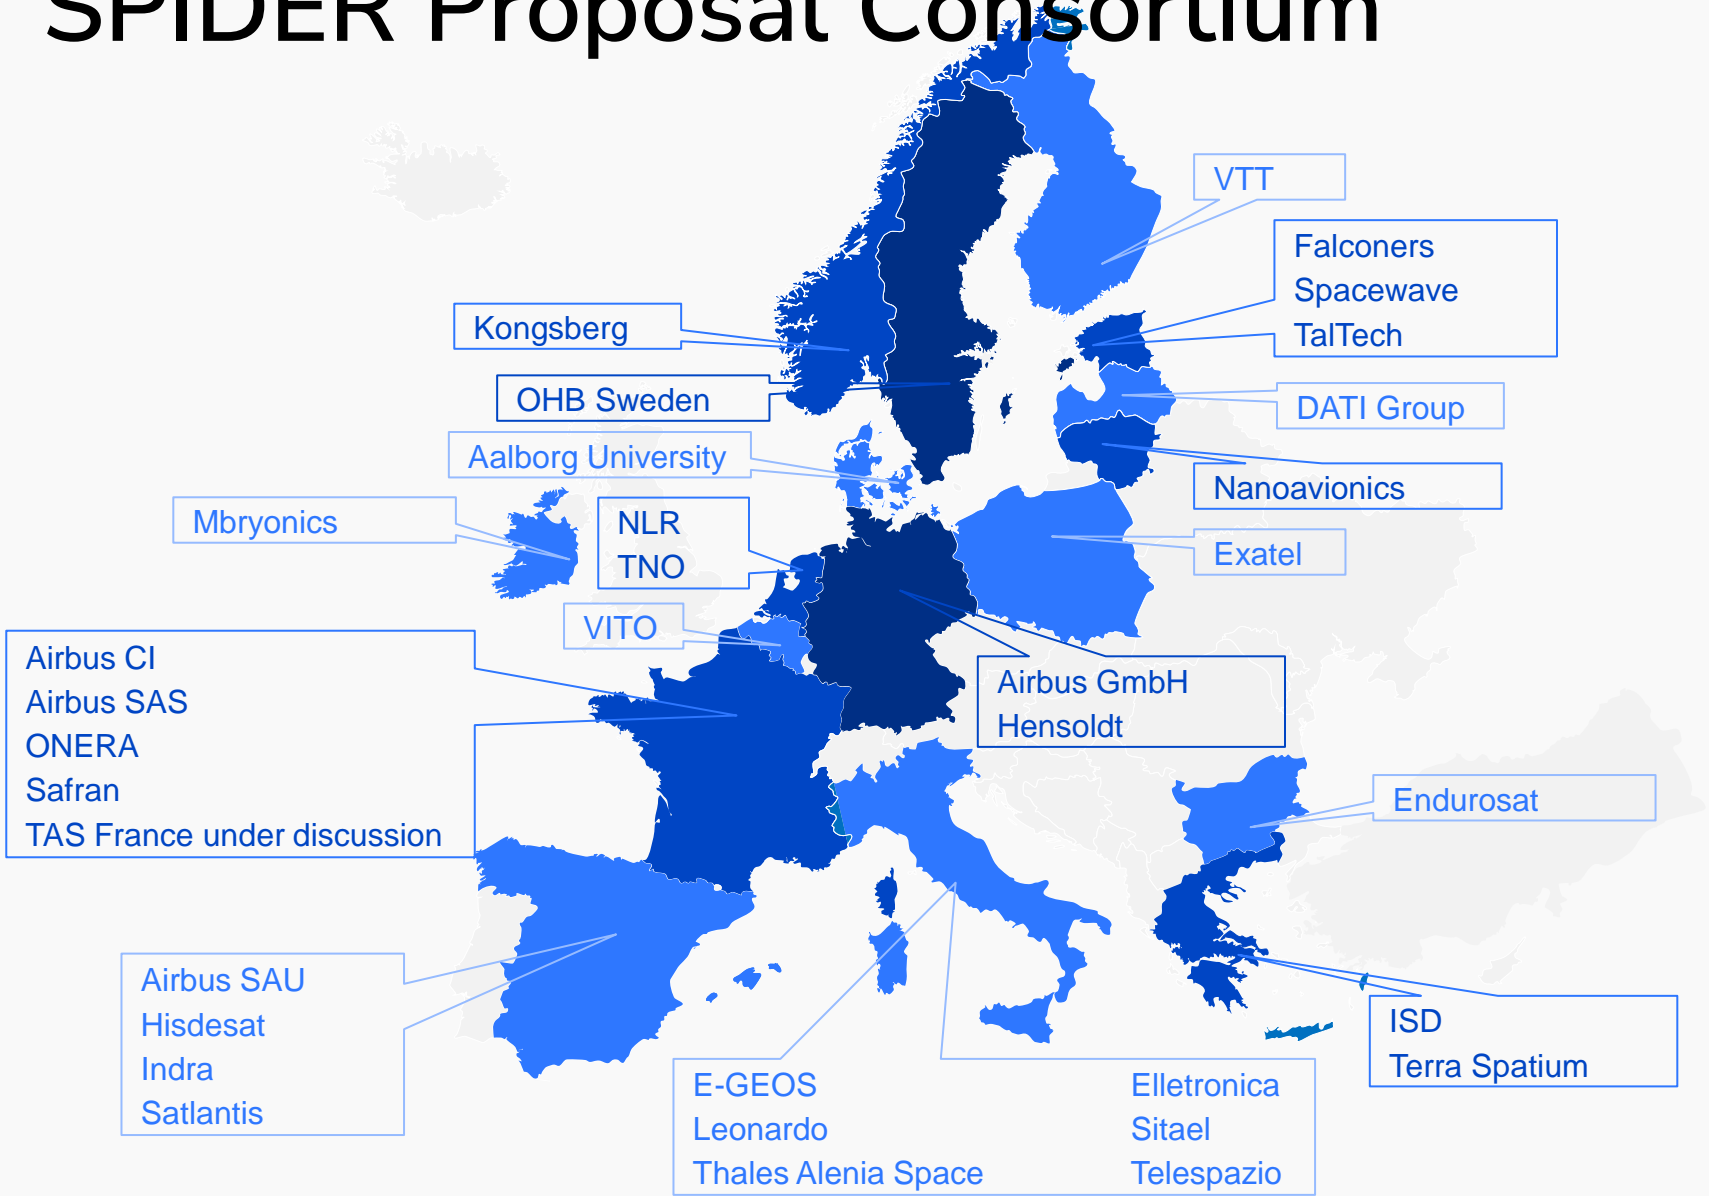 SPIDER Proposal Consortium
VTT
Falconers
Spacewave
TalTech
Kongsberg
OHB Sweden
DATI Group
Aalborg University
Nanoavionics
Mbryonics
NLR
TNO
Exatel
VITO
Airbus CI
Airbus SAS
ONERA
Safran
TAS France under discussion
Airbus GmbH
Hensoldt
Endurosat
Airbus SAU
Hisdesat
Indra
Satlantis
ISD
Terra Spatium
E-GEOS
Leonardo
Thales Alenia Space
Elletronica
Sitael
Telespazio